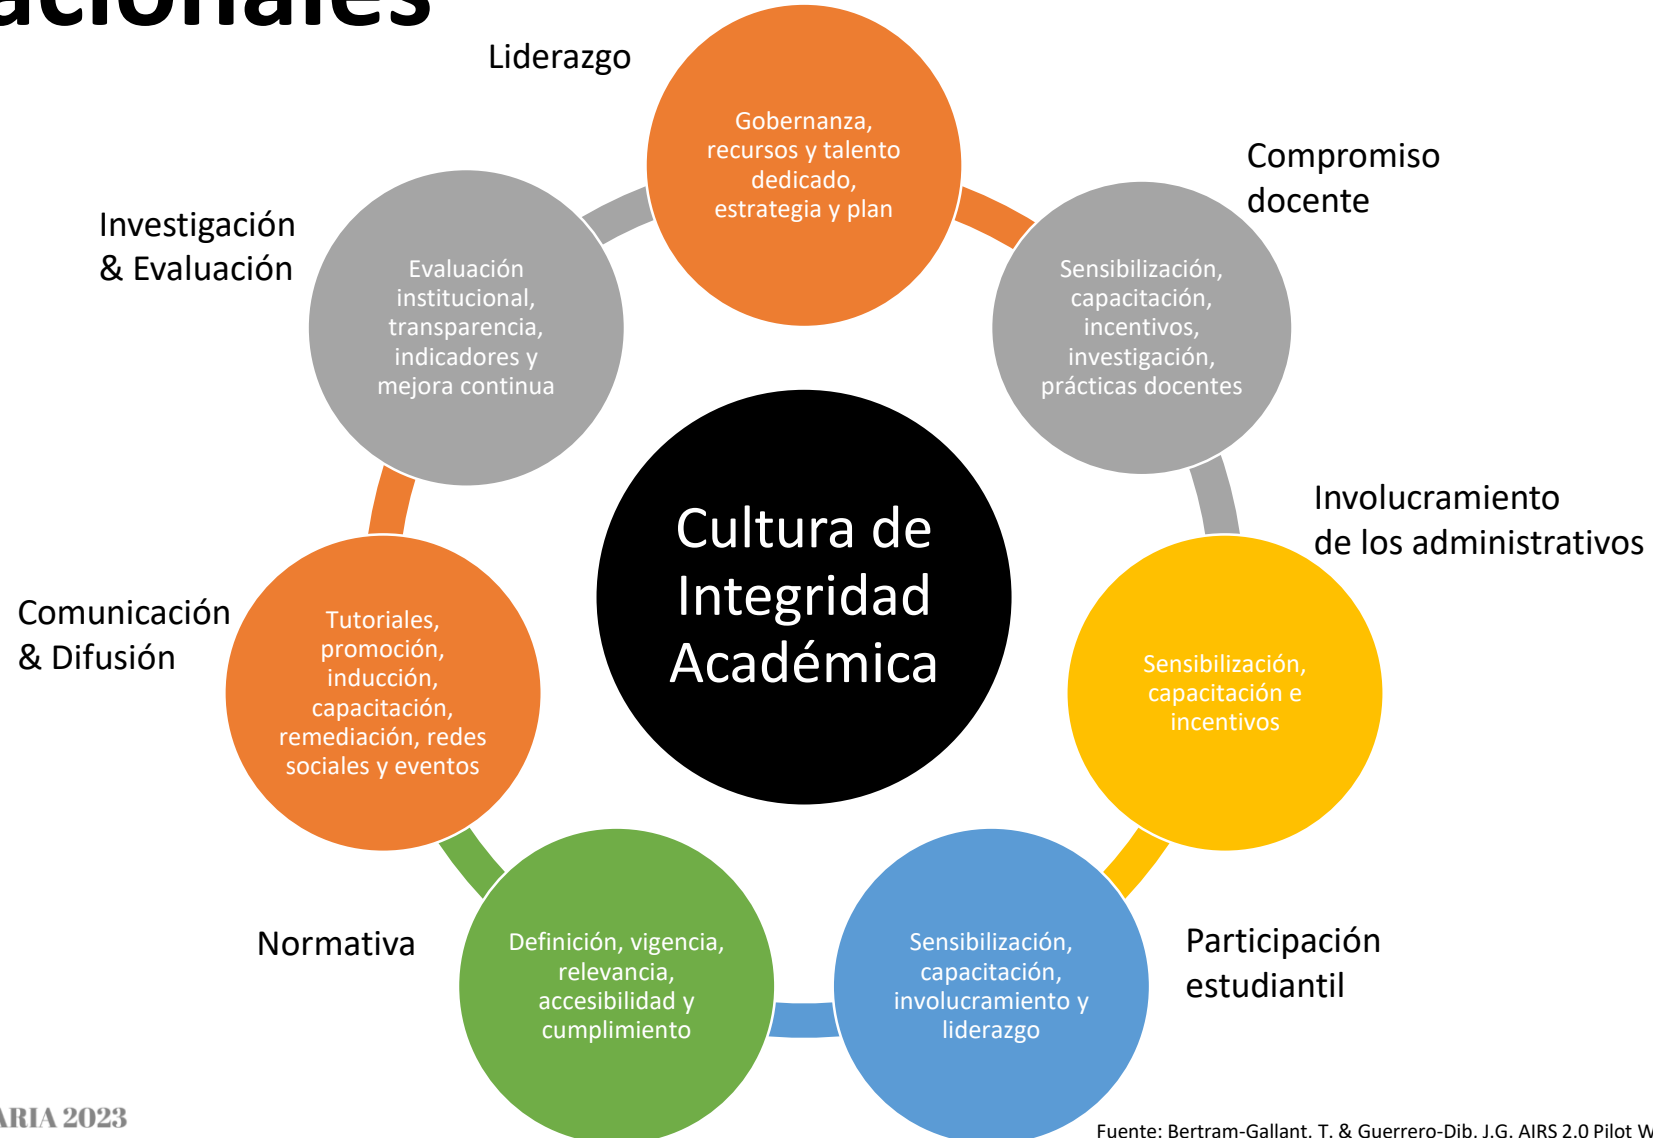 Liderazgo
Gobernanza,
recursos y talento
dedicado,
estrategia y plan
Compromiso
docente
Sensibilización,
capacitación,
incentivos,
investigación,
prácticas docentes
Involucramiento
de los administrativos
Sensibilización,
capacitación e
incentivos
Participación
estudiantil
Sensibilización,
capacitación,
involucramiento y
liderazgo
Normativa
Definición, vigencia,
relevancia,
accesibilidad y
cumplimiento
Comunicación
& Difusión
Tutoriales,
promoción,
inducción,
capacitación,
remediación, redes
sociales y eventos
Investigación
& Evaluación
Evaluación
institucional,
transparencia,
indicadores y
mejora continua
Cultura de
Integridad
Académica
2023
Fuente: Bertram-Gallant, T. & Guerrero-Dib, J.G. AIRS 2.0 Pilot